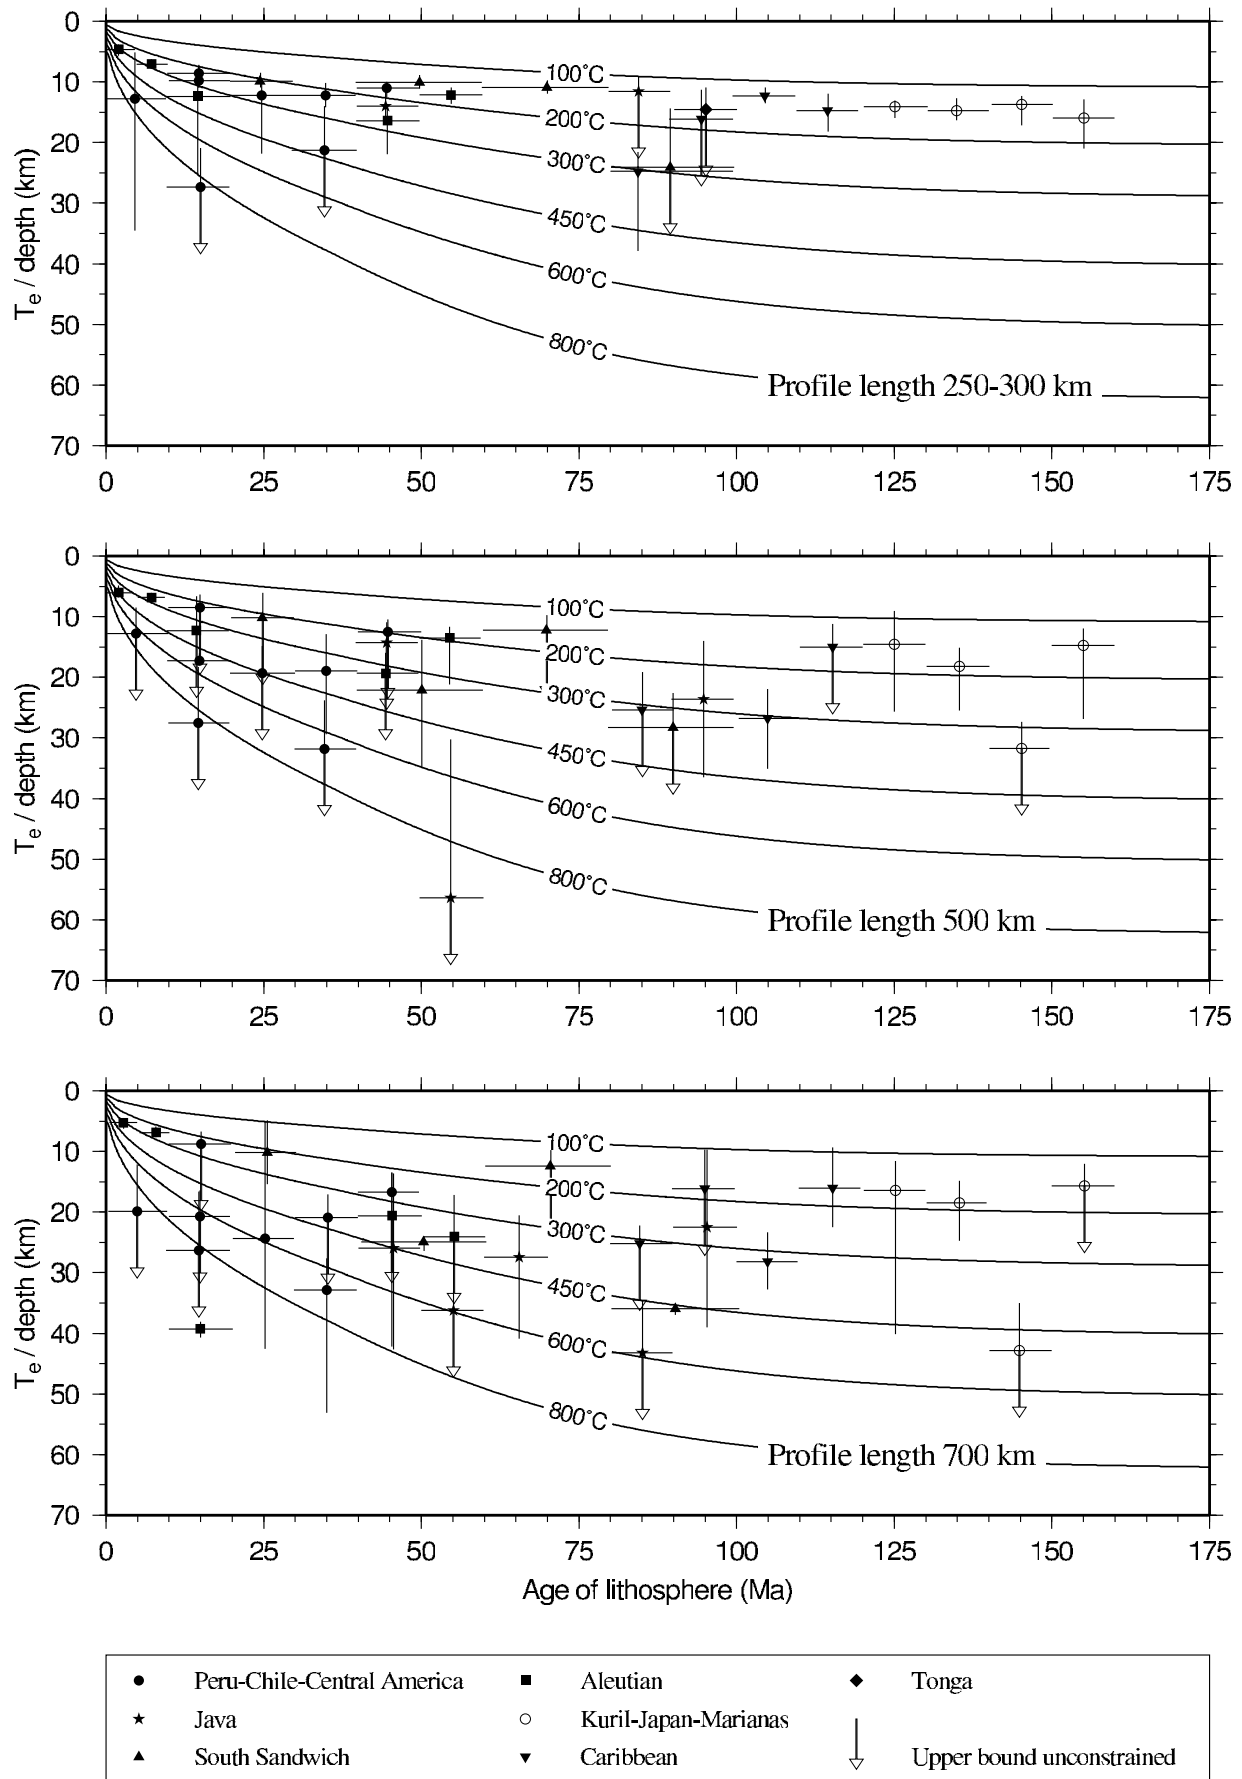 0
10
20
30
40
50
60
70
T_e / depth (km)
100°C
200°C
300°C
450°C
600°C
800°C
Profile length 250-300 km
0 25 50 75 100 125 150 175
0
10
20
30
40
50
60
70
T_e / depth (km)
100°C
200°C
300°C
450°C
600°C
800°C
Profile length 500 km
0 25 50 75 100 125 150 175
0
10
20
30
40
50
60
70
T_e / depth (km)
100°C
200°C
300°C
450°C
600°C
800°C
Profile length 700 km
0 25 50 75 100 125 150 175
Age of lithosphere (Ma)
Peru-Chile-Central America Aleutian Tonga
Java Kuril-Japan-Marianas
South Sandwich Caribbean Upper bound unconstrained